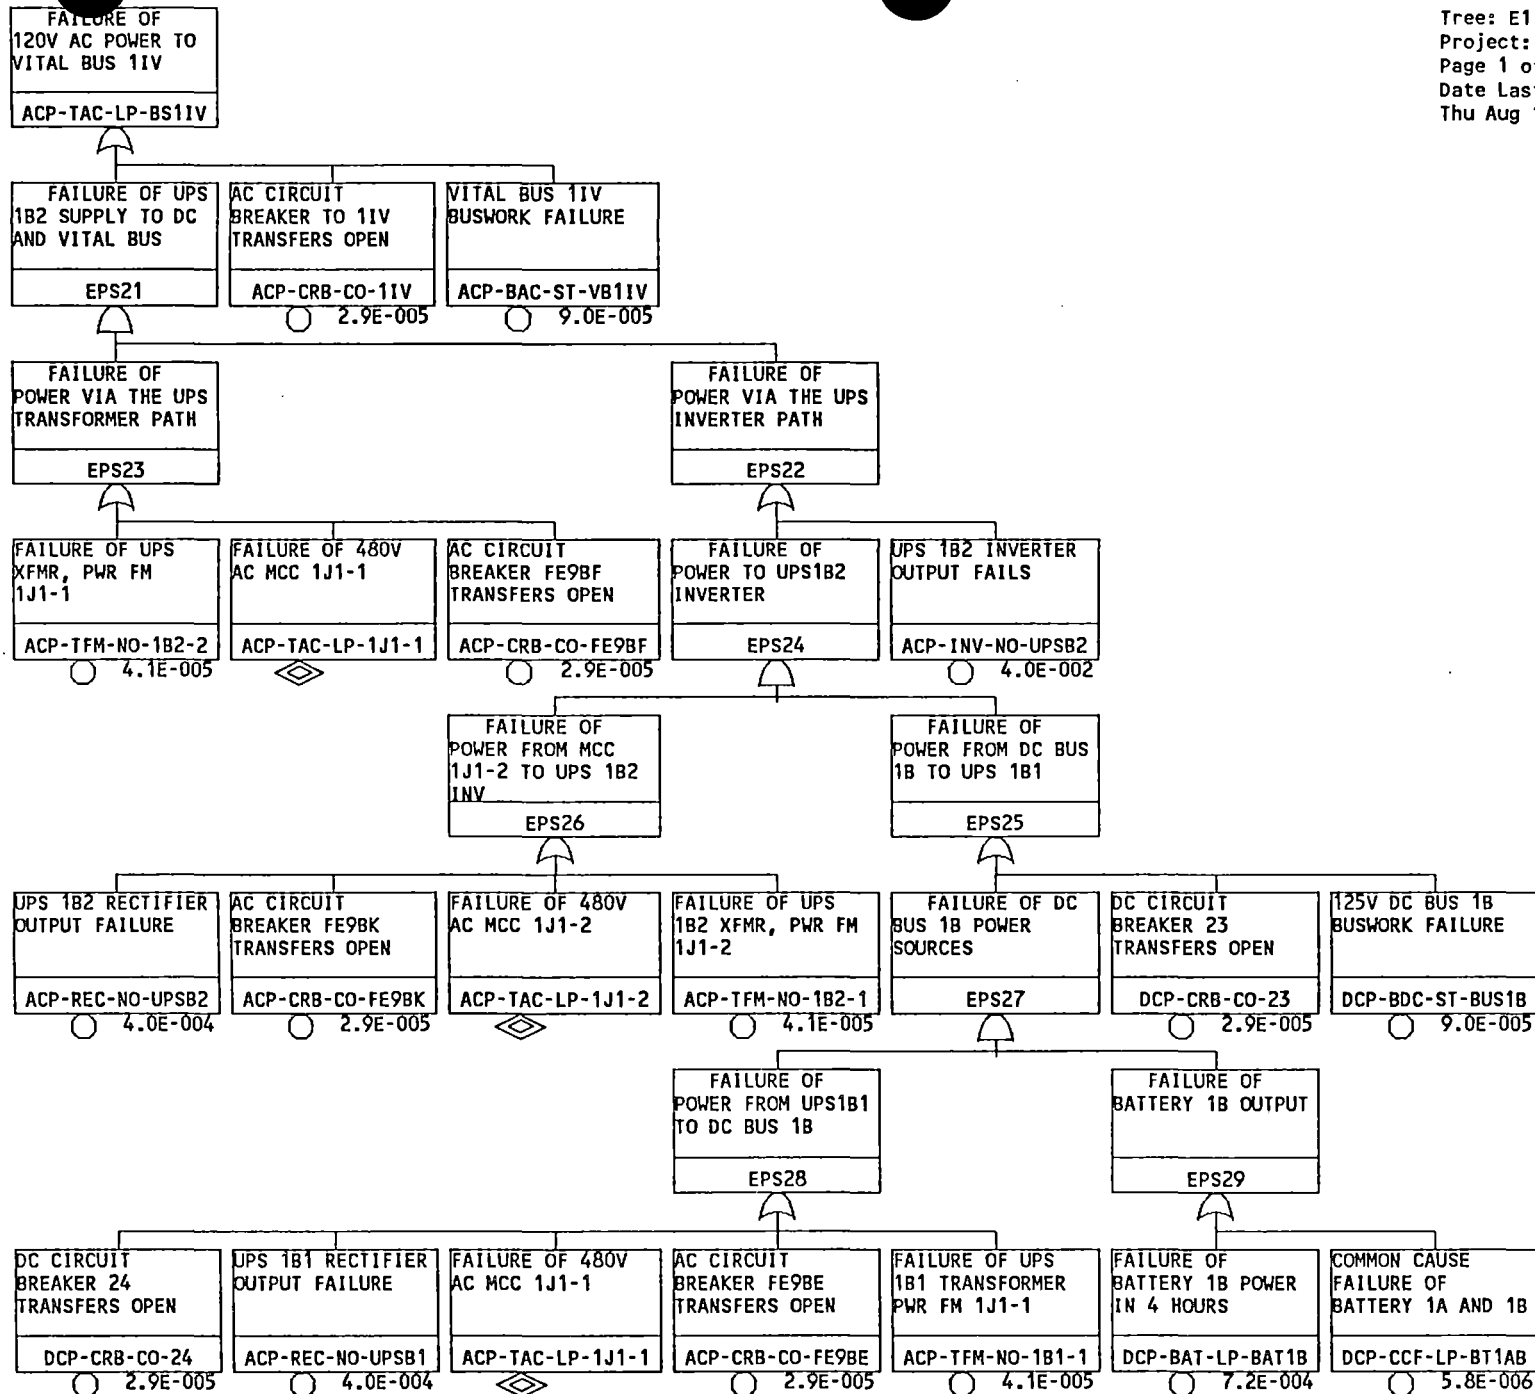 Tree: E1
Project:
Page 1 o
Date Las
Thu Aug
FAILURE OF
120V AC POWER TO
VITAL BUS 1IV
ACP-TAC-LP-BS1IV
FAILURE OF UPS
1B2 SUPPLY TO DC
AND VITAL BUS
EPS21
AC CIRCUIT
BREAKER TO 1IV
TRANSFERS OPEN
ACP-CRB-CO-1IV
2.9E-005
VITAL BUS 1IV
BUSWORK FAILURE
ACP-BAC-ST-VB1IV
9.0E-005
FAILURE OF
POWER VIA THE UPS
TRANSFORMER PATH
EPS23
FAILURE OF
POWER VIA THE UPS
INVERTER PATH
EPS22
FAILURE OF UPS
XFMR, PWR FM
1J1-1
ACP-TFM-NO-1B2-2
4.1E-005
FAILURE OF 480V
AC MCC 1J1-1
ACP-TAC-LP-1J1-1
AC CIRCUIT
BREAKER FE9BF
TRANSFERS OPEN
ACP-CRB-CO-FE9BF
2.9E-005
FAILURE OF
POWER TO UPS1B2
INVERTER
EPS24
UPS 1B2 INVERTER
OUTPUT FAILS
ACP-INV-NO-UPSB2
4.0E-002
FAILURE OF
POWER FROM MCC
1J1-2 TO UPS 1B2
INV
EPS26
FAILURE OF
POWER FROM DC BUS
1B TO UPS 1B1
EPS25
UPS 1B2 RECTIFIER
OUTPUT FAILURE
ACP-REC-NO-UPSB2
4.0E-004
AC CIRCUIT
BREAKER FE9BK
TRANSFERS OPEN
ACP-CRB-CO-FE9BK
2.9E-005
FAILURE OF 480V
AC MCC 1J1-2
ACP-TAC-LP-1J1-2
FAILURE OF UPS
1B2 XFMR, PWR FM
1J1-2
ACP-TFM-NO-1B2-1
4.1E-005
FAILURE OF DC
BUS 1B POWER
SOURCES
EPS27
DC CIRCUIT
BREAKER 23
TRANSFERS OPEN
DCP-CRB-CO-23
2.9E-005
125V DC BUS 1B
BUSWORK FAILURE
DCP-BDC-ST-BUS1B
9.0E-005
FAILURE OF
POWER FROM UPS1B1
TO DC BUS 1B
EPS28
FAILURE OF
BATTERY 1B OUTPUT
EPS29
DC CIRCUIT
BREAKER 24
TRANSFERS OPEN
DCP-CRB-CO-24
2.9E-005
UPS 1B1 RECTIFIER
OUTPUT FAILURE
ACP-REC-NO-UPSB1
4.0E-004
FAILURE OF 480V
AC MCC 1J1-1
ACP-TAC-LP-1J1-1
AC CIRCUIT
BREAKER FE9BE
TRANSFERS OPEN
ACP-CRB-CO-FE9BE
2.9E-005
FAILURE OF UPS
1B1 TRANSFORMER
PWR FM 1J1-1
ACP-TFM-NO-1B1-1
4.1E-005
FAILURE OF
BATTERY 1B POWER
IN 4 HOURS
DCP-BAT-LP-BAT1B
7.2E-004
COMMON CAUSE
FAILURE OF
BATTERY 1A AND 1B
DCP-CCF-LP-BT1AB
5.8E-006